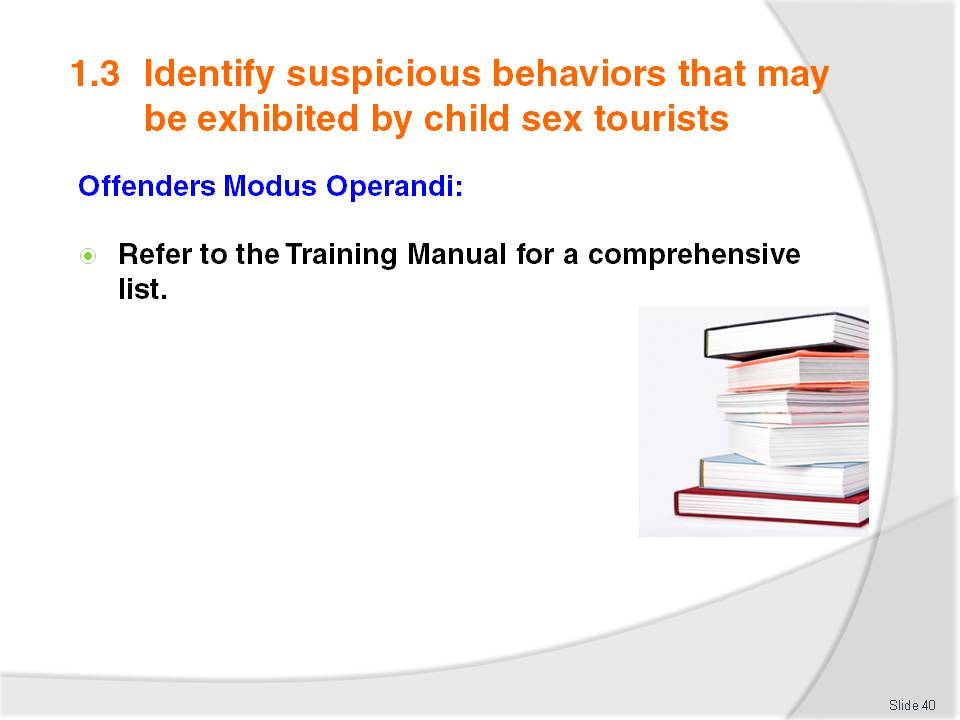 1.3 Identify suspicious behaviors that may
be exhibited by child sex tourists
Offenders Modus Operandi:
Refer to the Training Manual for a comprehensive
list.
Slide 40